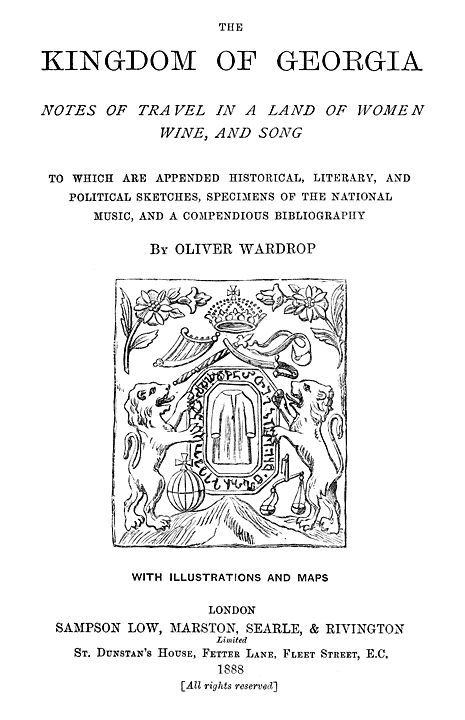 THE
KINGDOM OF GEORGIA
NOTES OF TRAVEL IN A LAND OF WOMEN
WINE, AND SONG
TO WHICH ARE APPENDED HISTORICAL, LITERARY, AND
POLITICAL SKETCHES, SPECIMENS OF THE NATIONAL
MUSIC, AND A COMPENDIOUS BIBLIOGRAPHY
BY OLIVER WARDROP
WITH ILLUSTRATIONS AND MAPS
LONDON
SAMPSON LOW, MARSTON, SEARLE, & RIVINGTON
Limited
ST. DUNSTAN'S HOUSE, FETTER LANE, FLEET STREET, E.C.
1888
[All rights reserved]